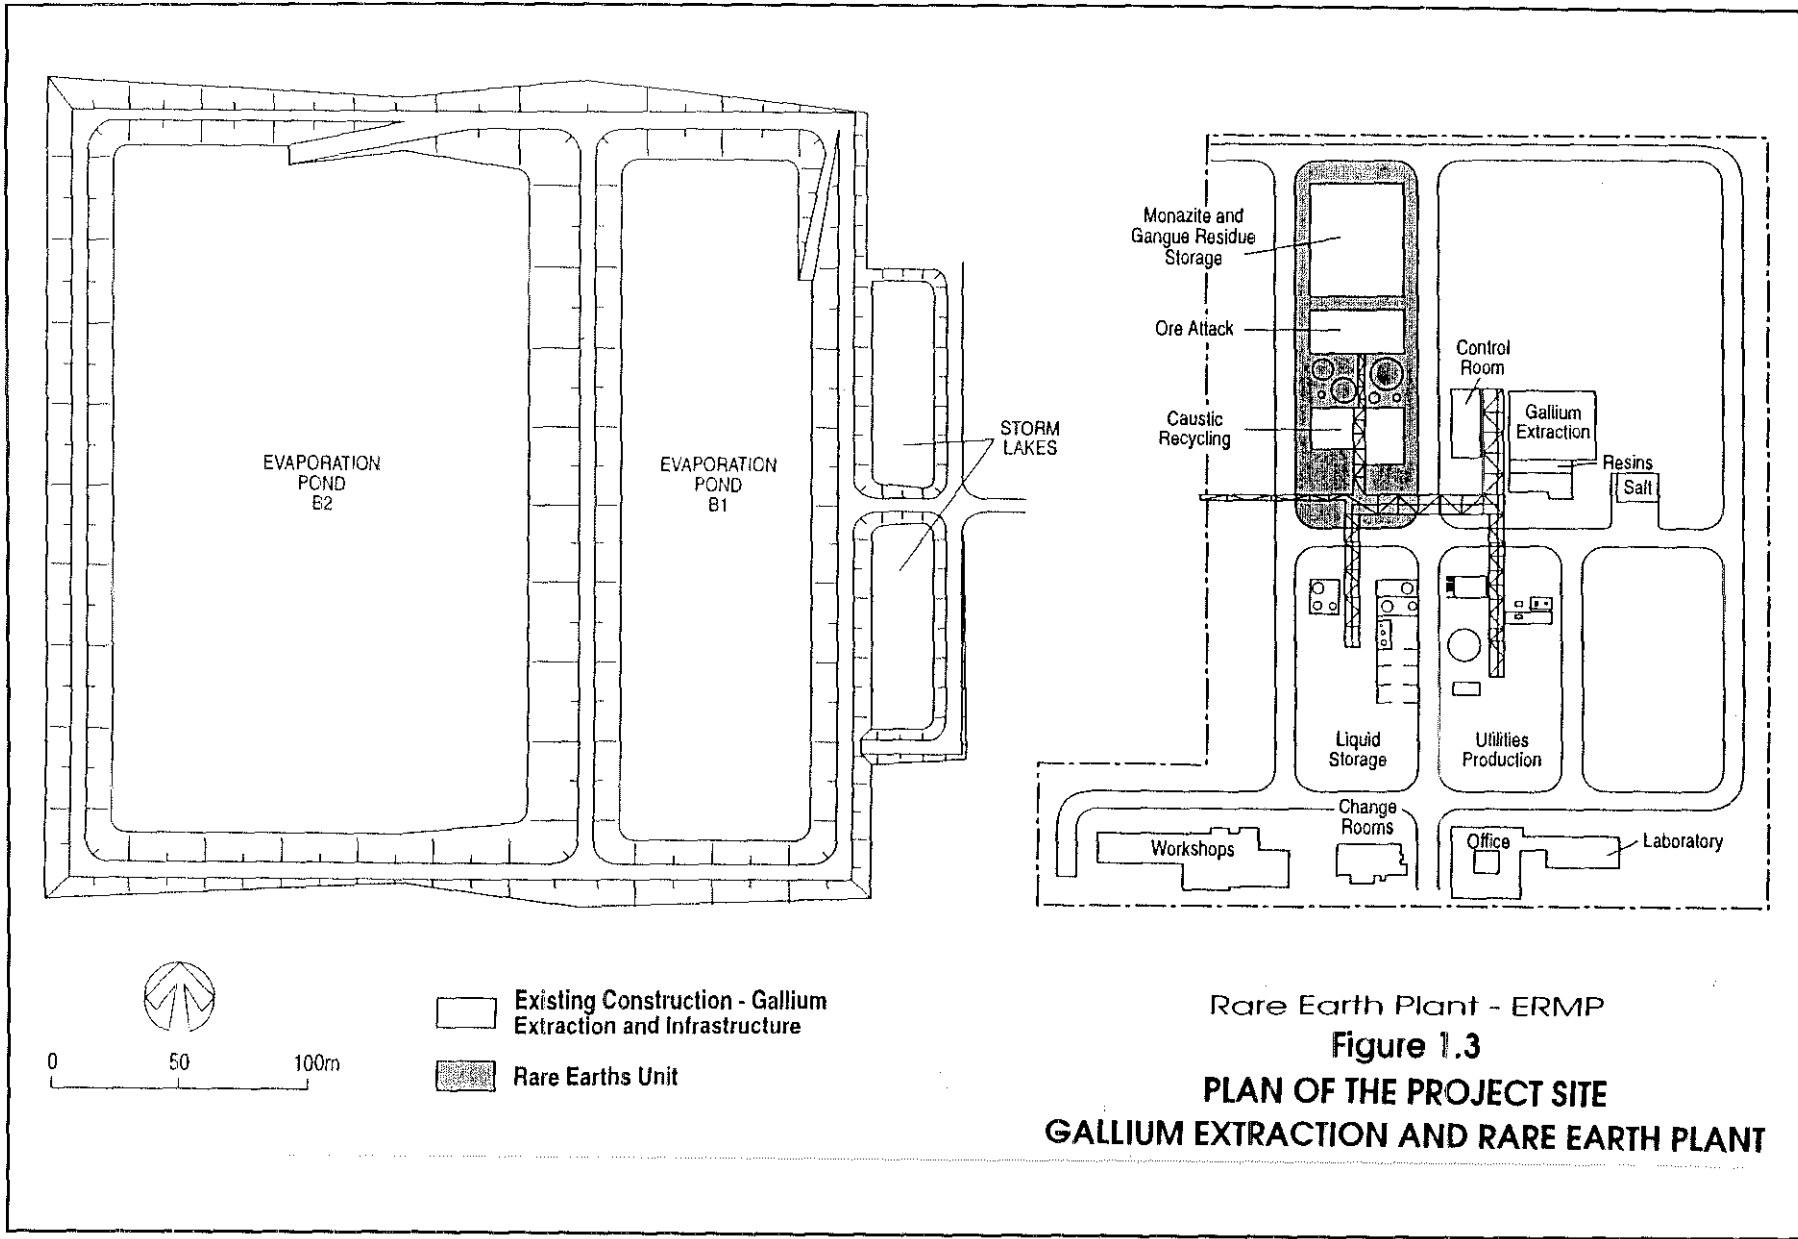 Monazite and
Gangue Residue
Storage
Ore Attack
Control
Room
Gallium
Extraction
Caustic
Recycling
Resins
Salt
STORM
LAKES
EVAPORATION
POND
B2
EVAPORATION
POND
B1
Liquid
Storage
Utilities
Production
Change
Rooms
Workshops
Office
Laboratory
Existing Construction - Gallium
Extraction and Infrastructure
Rare Earths Unit
0 50 100m
Rare Earth Plant - ERMP
Figure 1.3
PLAN OF THE PROJECT SITE
GALLIUM EXTRACTION AND RARE EARTH PLANT